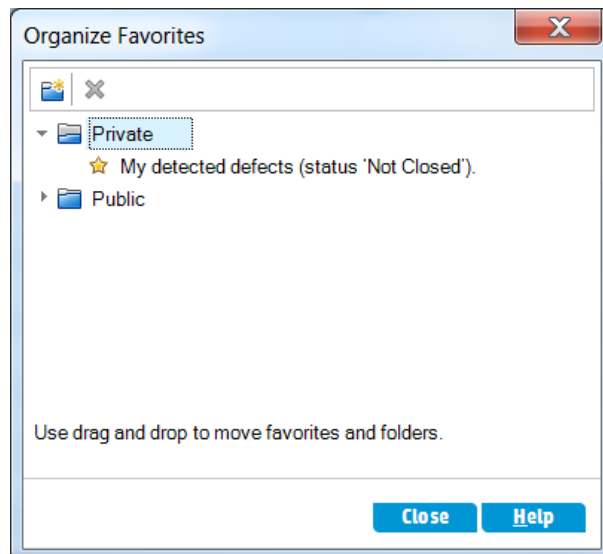 Organize Favorites
Private
My detected defects (status 'Not Closed').
Public
Use drag and drop to move favorites and folders.
Close Help